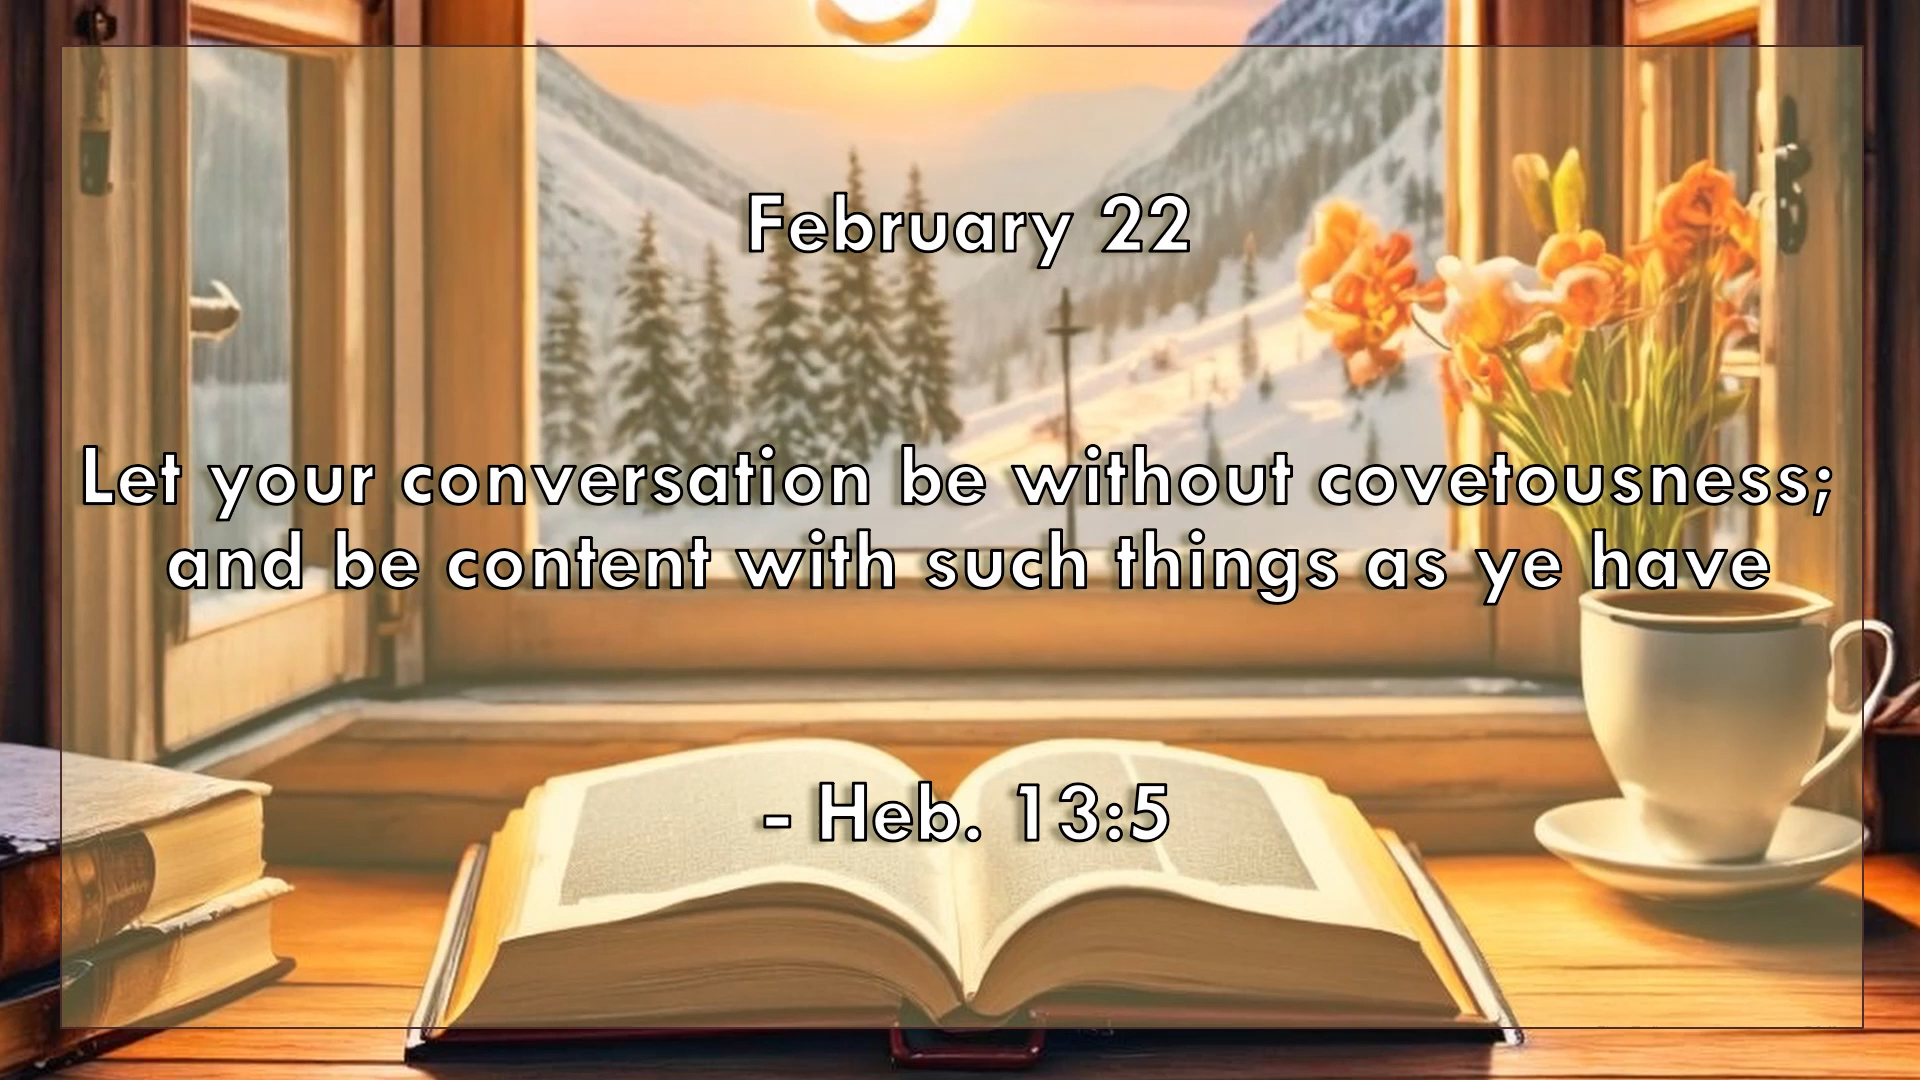 February 22
Let your conversation be without covetousness;
and be content with such things as ye have
- Heb. 13:5